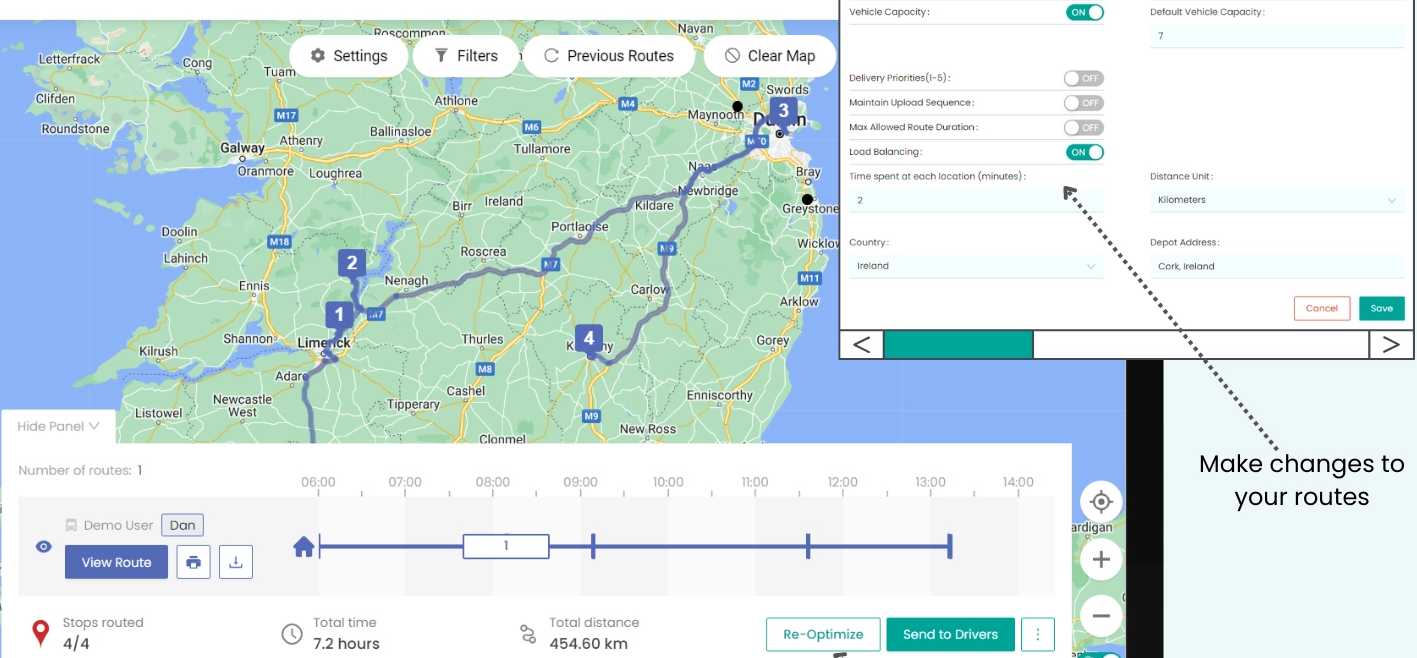 Settings
Filters
Previous Routes
Clear Map
Roscommon
Navan
Letterfrack
Cong
Tuam
M2
Swords
Clifden
Athlone
M4
M17
Maynooth
3
Roundstone
M6
Ballinasloe
Athenry
Galway
Tullamore
Oranmore
Loughrea
Naas
Bray
Newbridge
Birr
Ireland
Kildare
Greystone
Portlaoise
Doolin
M18
Wicklow
Lahinch
2
Roscrea
M9
M7
Nenagh
M11
Ennis
Carlow
Arklow
1
M7
Shannon
Limerick
Thurles
4
Gorey
Kilrush
M8
Adare
Cashel
Newcastle
West
Tipperary
Enniscorthy
Listowel
M9
New Ross
Clonmel
Vehicle Capacity:
ON
Default Vehicle Capacity:
7
Delivery Priorities(1-5):
OFF
Maintain Upload Sequence:
OFF
Max Allowed Route Duration:
OFF
Load Balancing:
ON
Time spent at each location (minutes):
Distance Unit:
2
Kilometers
Country:
Depot Address:
Ireland
Cork, Ireland
Cancel
Save
<
>
Make changes to
your routes
Hide Panel
Number of routes: 1
06:00 07:00 08:00 09:00 10:00 11:00 12:00 13:00 14:00
Demo User Dan
1
View Route
Stops routed
4/4
Total time
7.2 hours
Total distance
454.60 km
Re-Optimize
Send to Drivers
ardigan
+
−